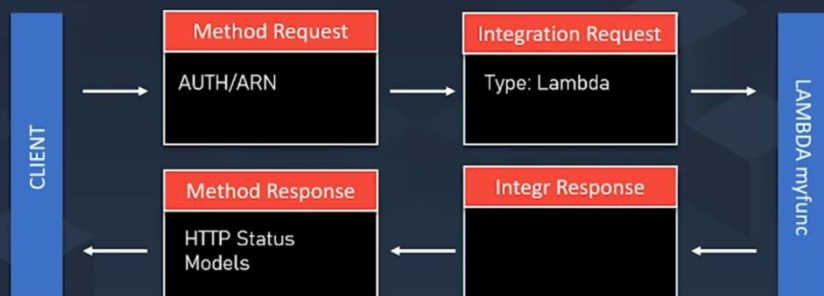 CLIENT
Method Request
AUTH/ARN
Integration Request
Type: Lambda
LAMBDA myfunc
Method Response
HTTP Status
Models
Integr Response